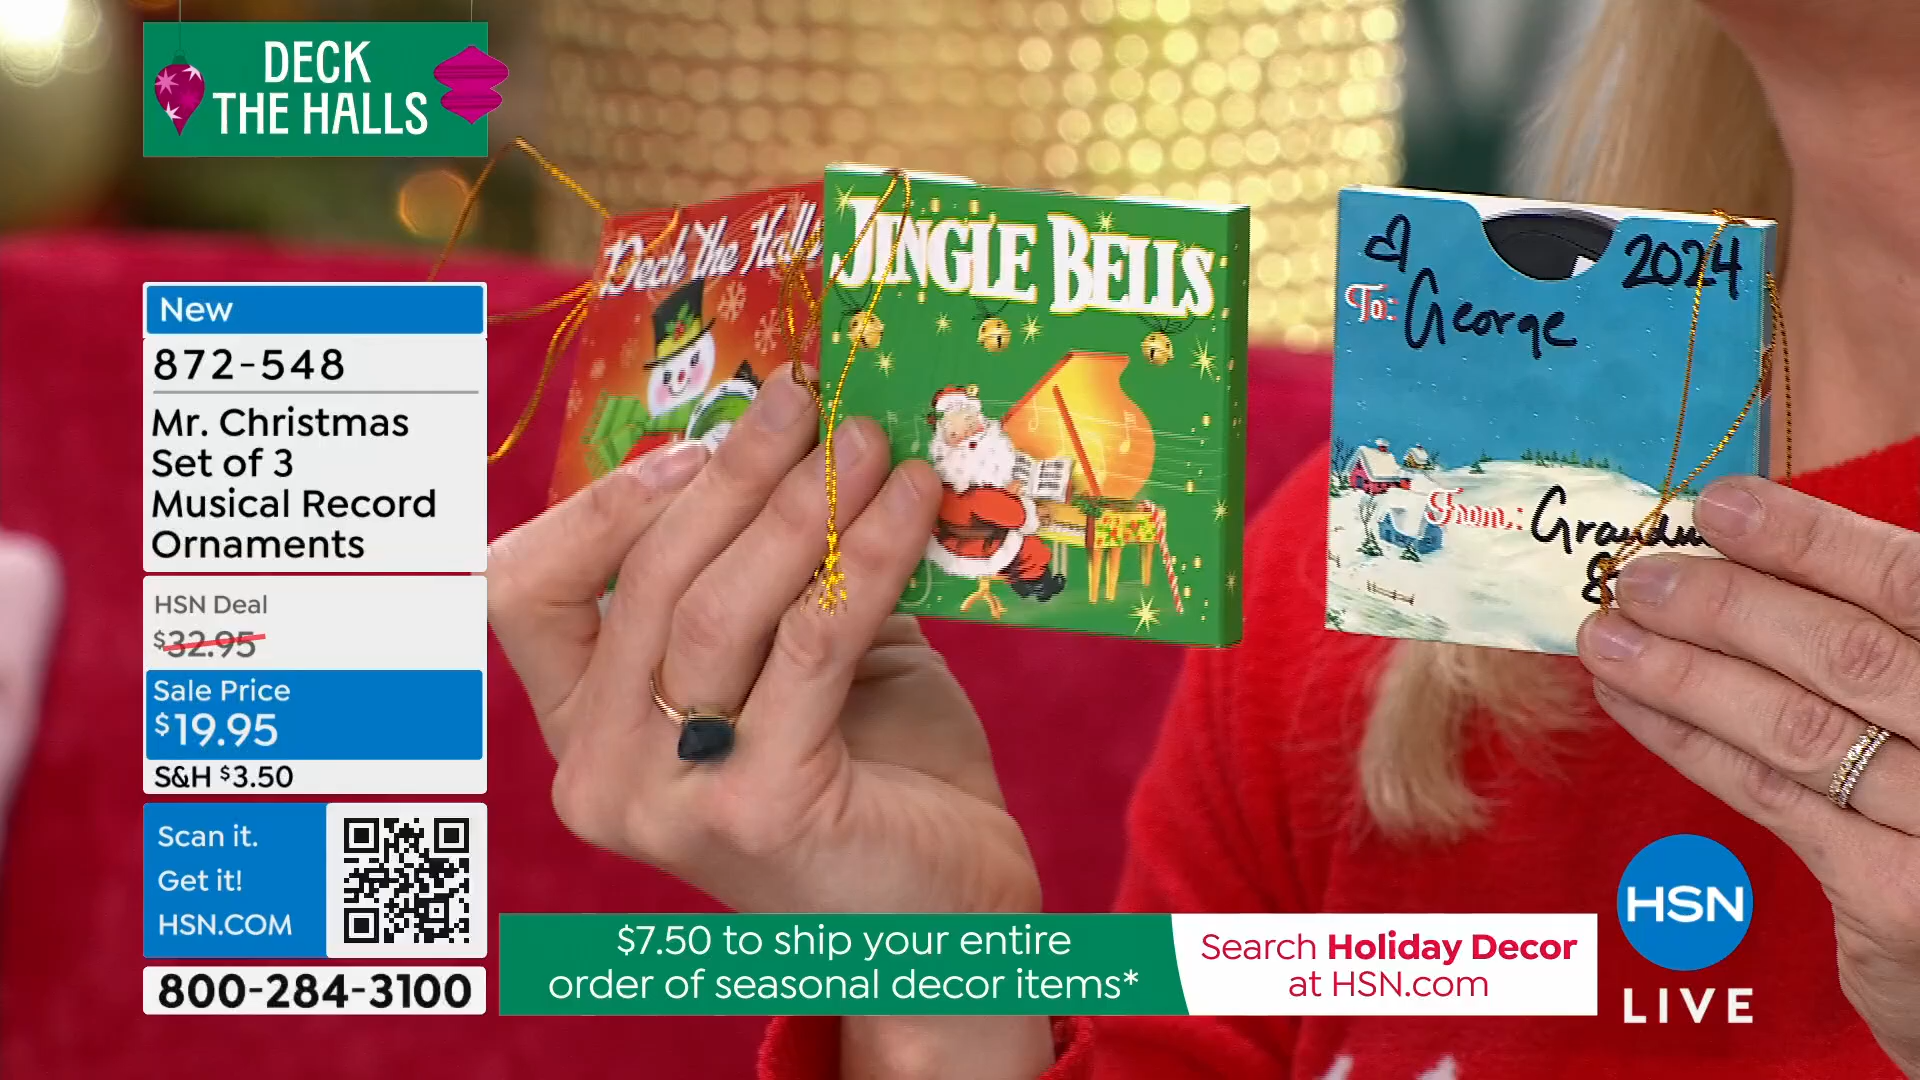 DECK
THE HALLS
New
872-548
Mr. Christmas
Set of 3
Musical Record
Ornaments
HSN Deal
$32.95
Sale Price
$19.95
S&H $3.50
Scan it.
Get it!
HSN.COM
800-284-3100
Deck the Halls
JINGLE BELLS
2024
To: George
From: Grandm
&
$7.50 to ship your entire
order of seasonal decor items*
Search Holiday Decor
at HSN.com
HSN
LIVE